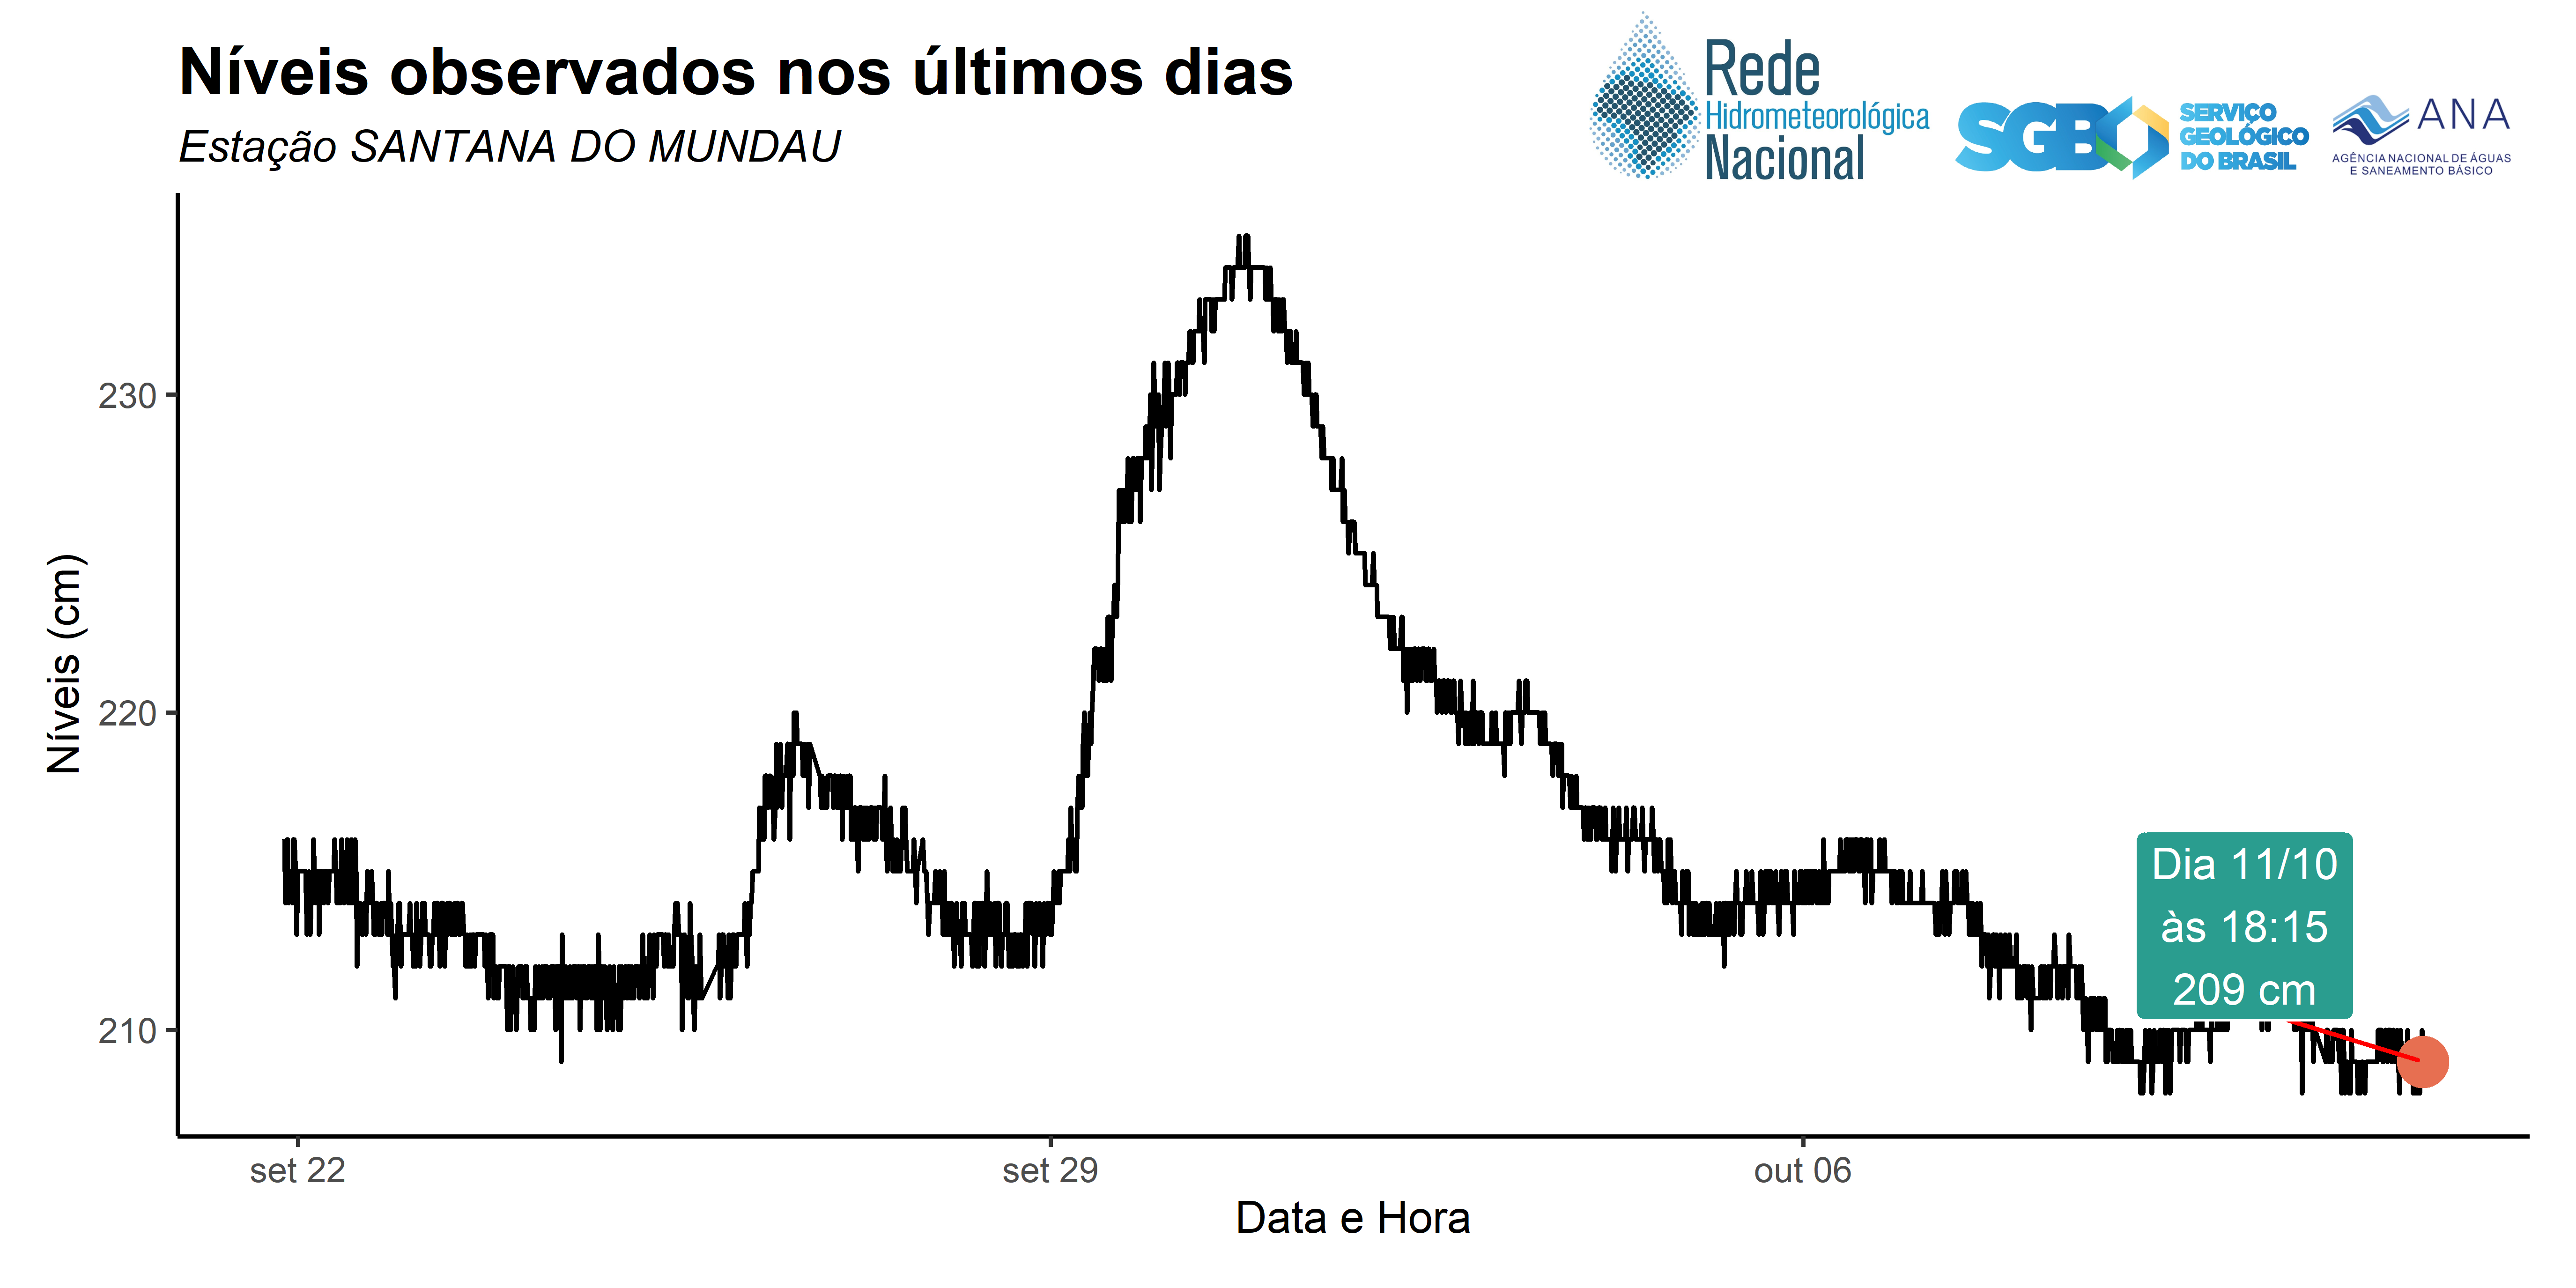 Níveis observados nos últimos dias
Estação SANTANA DO MUNDAU
Rede
Hidrometeorológica
Nacional
SGB
SERVIÇO
GEOLÓGICO
DO BRASIL
ANA
AGÊNCIA NACIONAL DE ÁGUAS
E SANEAMENTO BÁSICO
Níveis (cm)
230
220
210
Dia 11/10
às 18:15
209 cm
set 22
set 29
out 06
Data e Hora